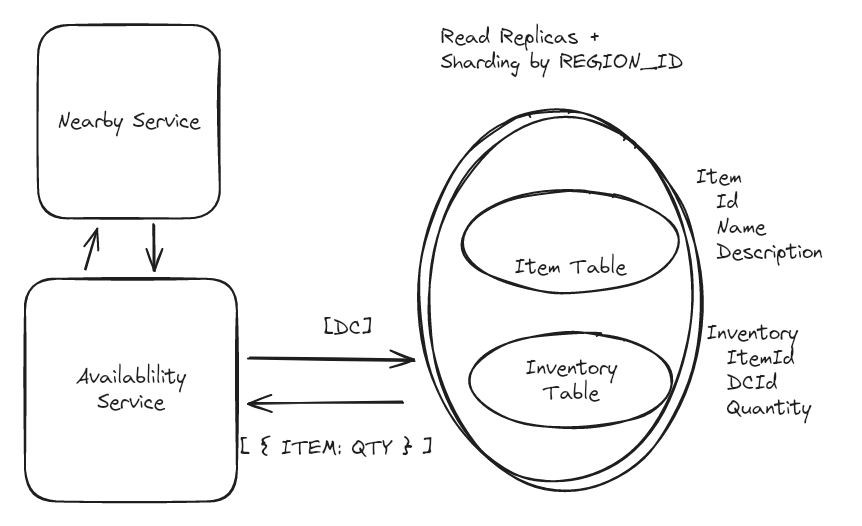 Read Replicas +
Sharding by REGION_ID
Nearby Service
Item
Id
Name
Description
Item Table
[DC]
Inventory
ItemId
DCId
Quantity
Inventory
Table
Availablility
Service
[ { ITEM: QTY } ]